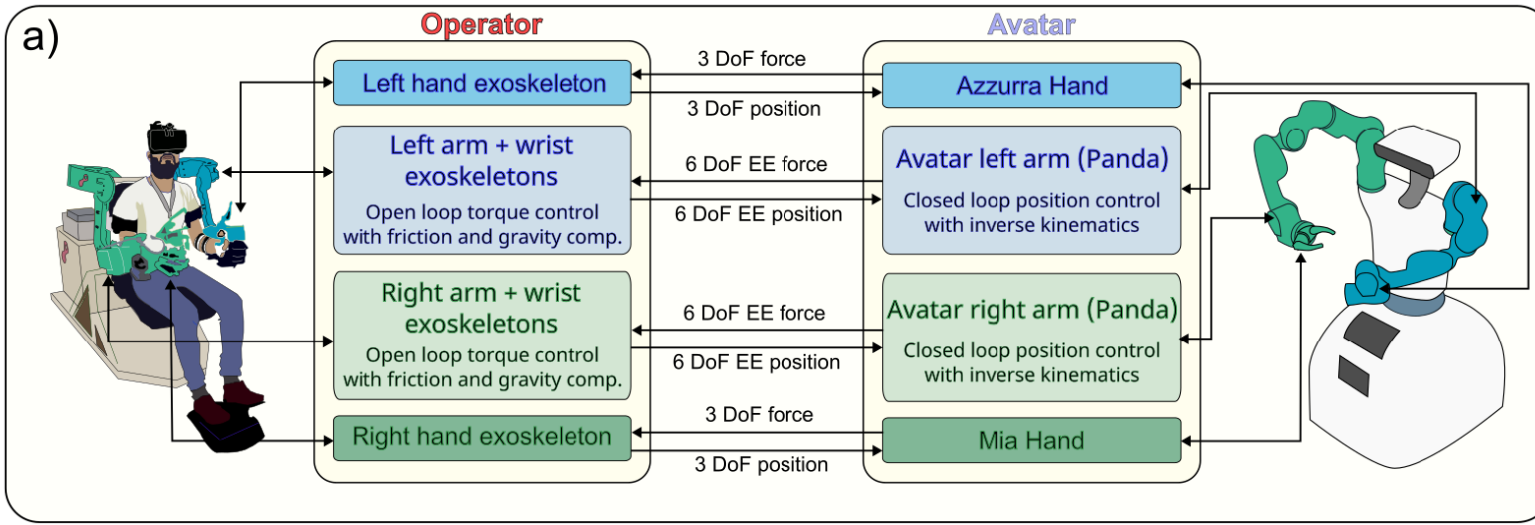 a)
Operator
Avatar
Left hand exoskeleton
3 DoF force
3 DoF position
Azzurra Hand
Left arm + wrist
exoskeletons
Open loop torque control
with friction and gravity comp.
6 DoF EE force
6 DoF EE position
Avatar left arm (Panda)
Closed loop position control
with inverse kinematics
Right arm + wrist
exoskeletons
Open loop torque control
with friction and gravity comp.
6 DoF EE force
6 DoF EE position
Avatar right arm (Panda)
Closed loop position control
with inverse kinematics
Right hand exoskeleton
3 DoF force
3 DoF position
Mia Hand